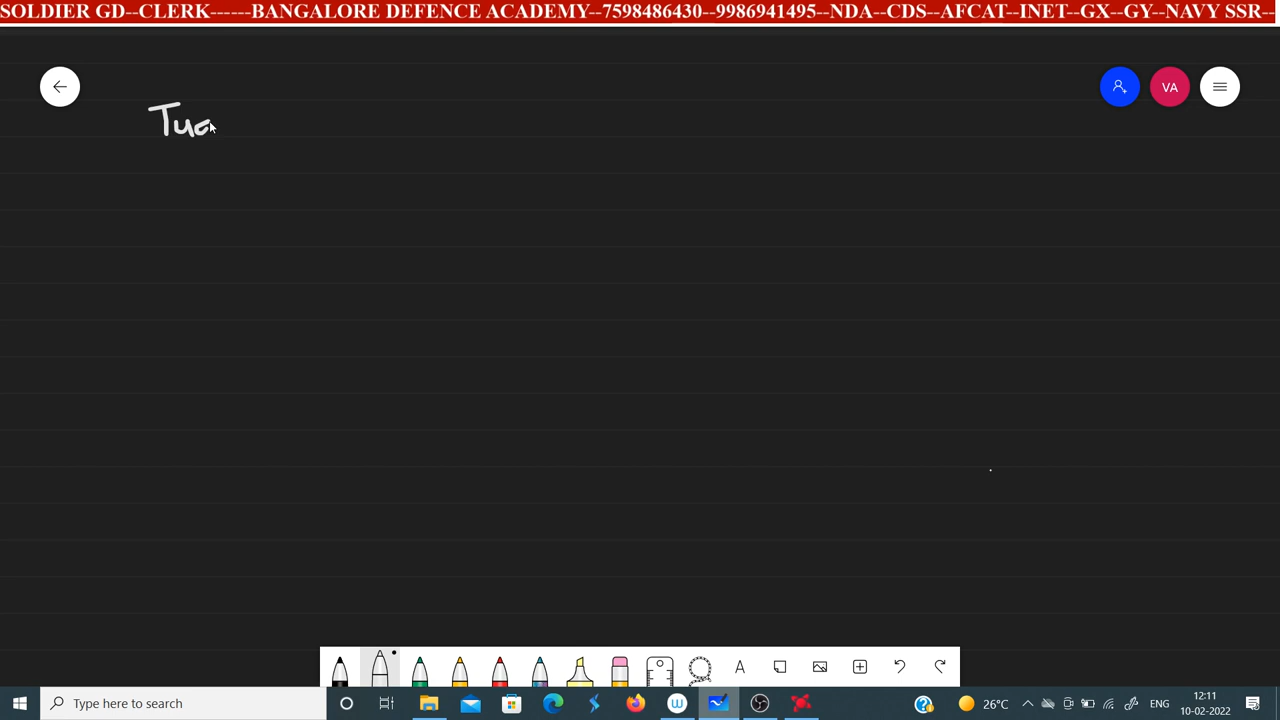 SOLDIER GD--CLERK------BANGALORE DEFENCE ACADEMY--7598486430--9986941495--NDA--CDS--AFCAT--INET--GX--GY--NAVY SSR--
VA
Tuc
A
Type here to search
26°C
ENG
12:11
10-02-2022